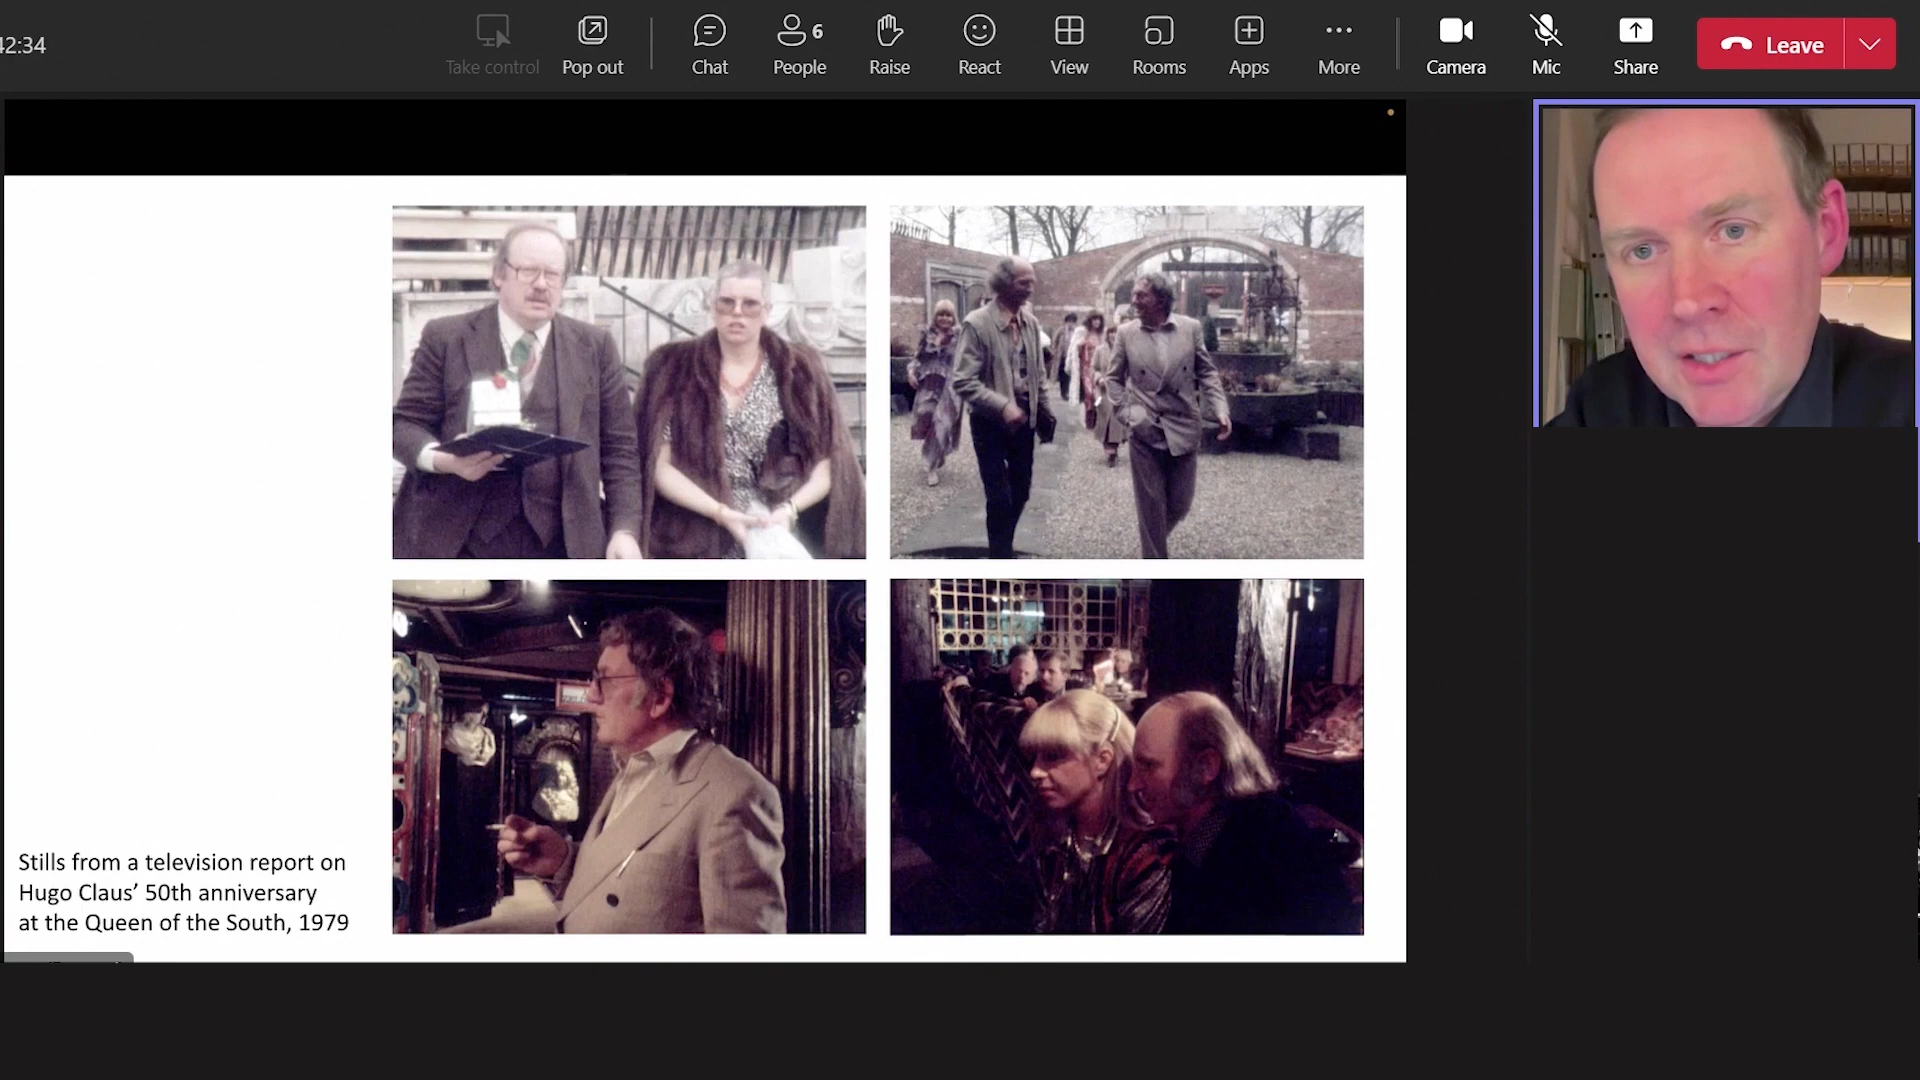 42:34
Take control
Pop out
Chat
People
6
Raise
React
View
Rooms
Apps
More
Camera
Mic
Share
Leave
Stills from a television report on
Hugo Claus’ 50th anniversary
at the Queen of the South, 1979